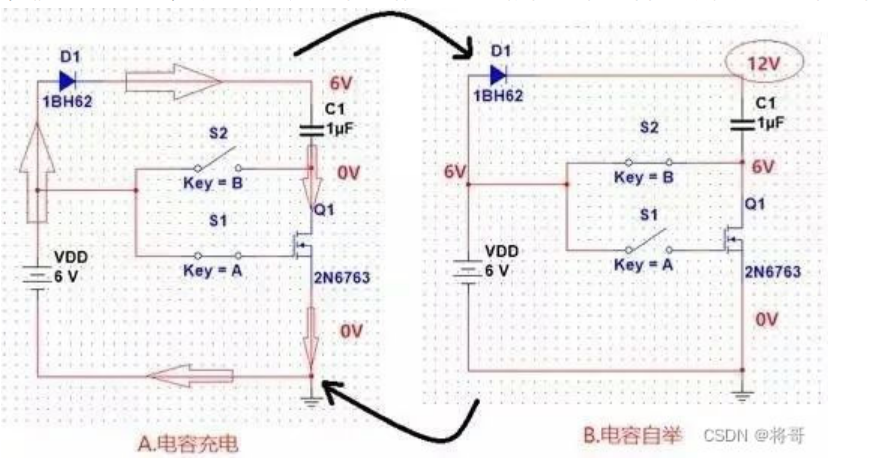 D1
1BH62
6V
C1
1µF
S2
Key = B
0V
S1
Q1
VDD
6 V
Key = A
2N6763
0V
A.电容充电
D1
1BH62
12V
C1
1µF
S2
6V
Key = B
6V
S1
Q1
VDD
6 V
Key = A
2N6763
0V
B.电容自举
CSDN @将哥